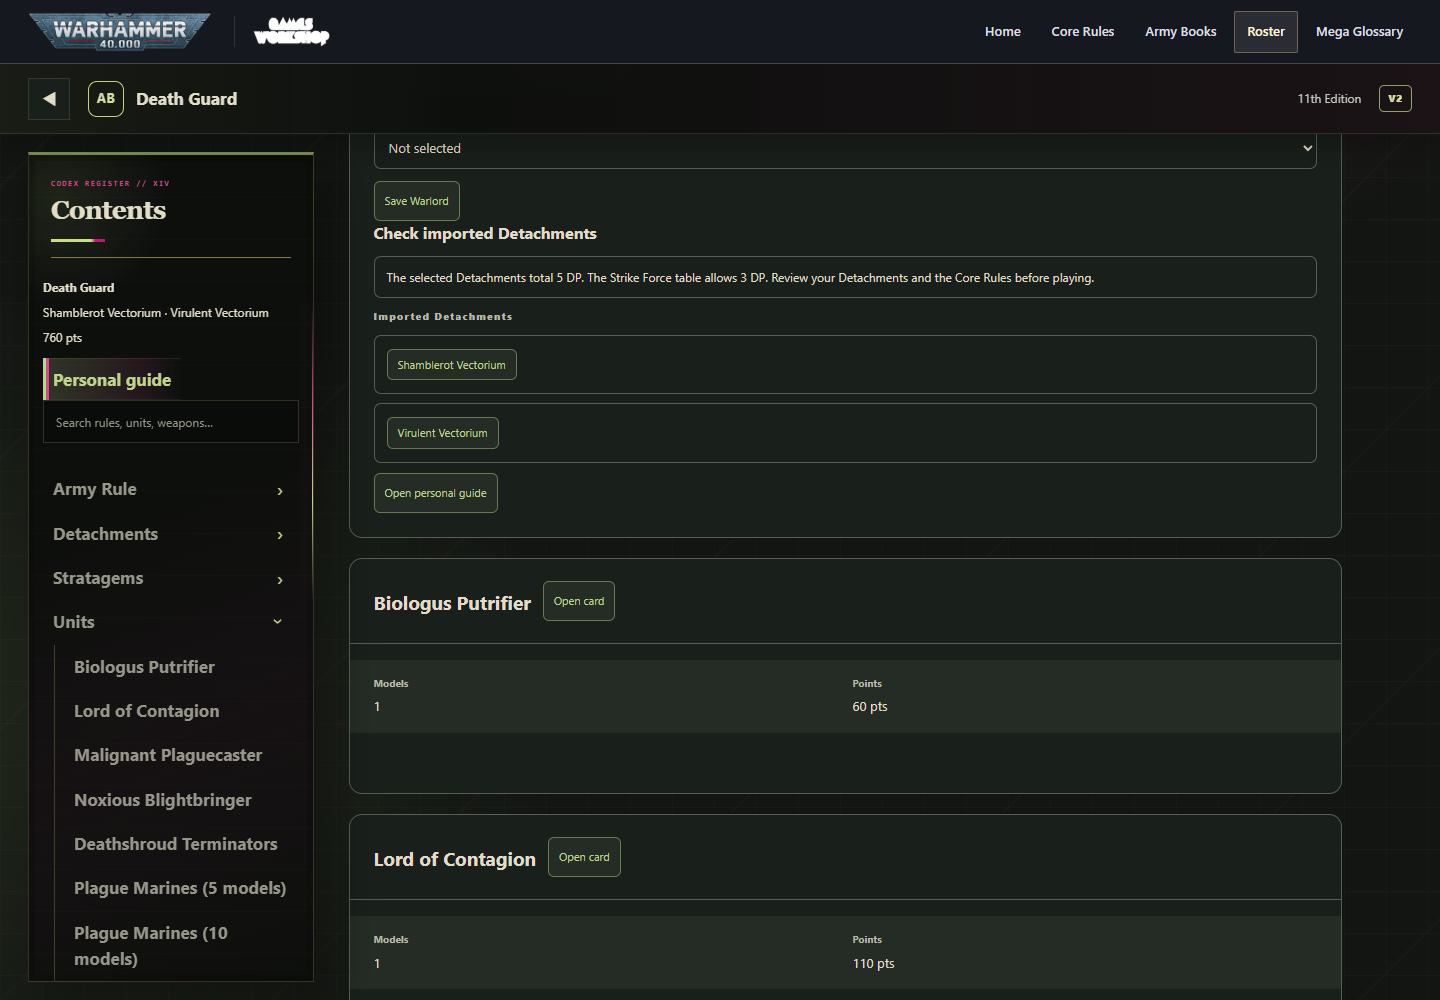 WARHAMMER
40,000
GAMES
WORKSHOP
Home
Core Rules
Army Books
Roster
Mega Glossary
◀
AB
Death Guard
11th Edition
V2
CODEX REGISTER // XIV
Contents
Death Guard
Shamblerot Vectorium · Virulent Vectorium
760 pts
Personal guide
Search rules, units, weapons...
Army Rule
Detachments
Stratagems
Units
Biologus Putrifier
Lord of Contagion
Malignant Plaguecaster
Noxious Blightbringer
Deathshroud Terminators
Plague Marines (5 models)
Plague Marines (10
models)
Not selected
Save Warlord
Check imported Detachments
The selected Detachments total 5 DP. The Strike Force table allows 3 DP. Review your Detachments and the Core Rules before playing.
Imported Detachments
Shamblerot Vectorium
Virulent Vectorium
Open personal guide
Biologus Putrifier
Open card
Models
Points
1
60 pts
Lord of Contagion
Open card
Models
Points
1
110 pts